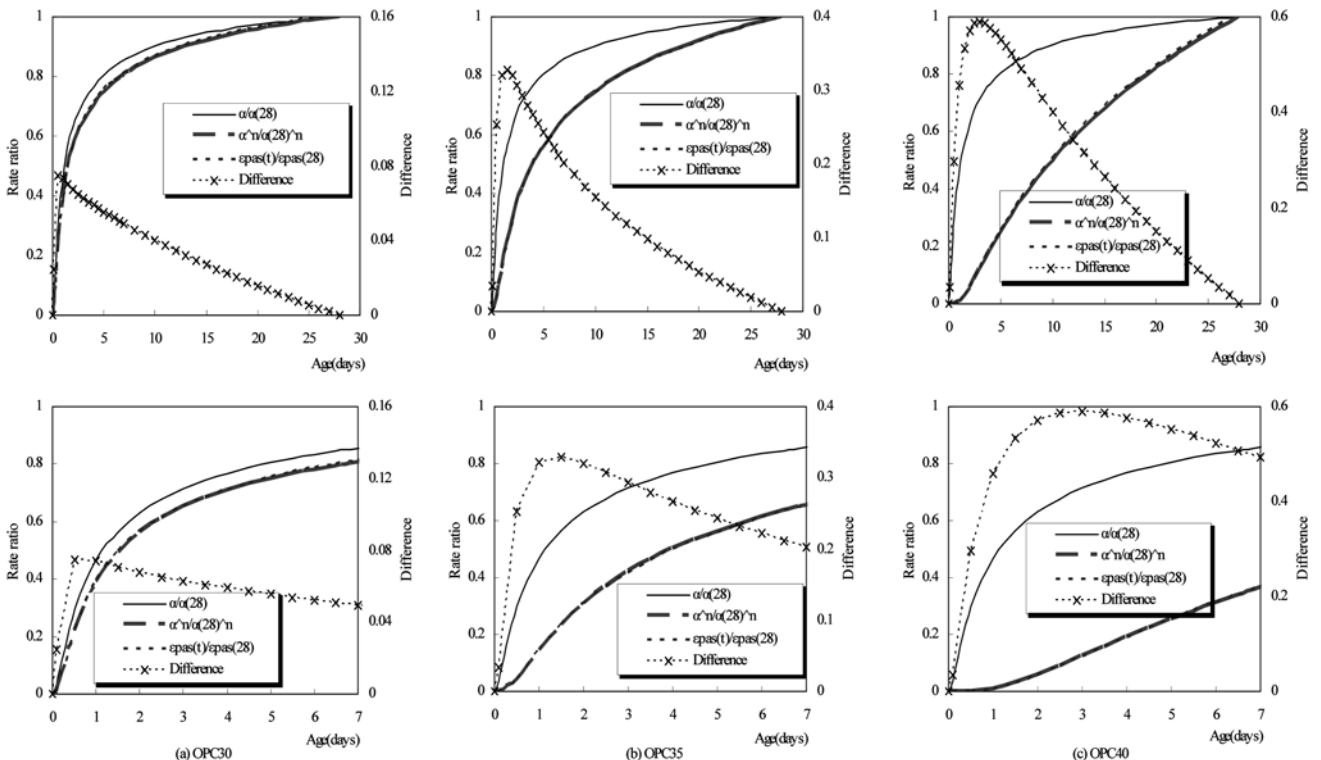 1
0.8
0.6
0.4
0.2
0
Rate ratio
0.16
0.12
0.08
0.04
0
Difference
α/α(28)
α^n/α(28)^n
εpas(t)/εpas(28)
Difference
0 5 10 15 20 25 30
Age(days)
1
0.8
0.6
0.4
0.2
0
Rate ratio
0.4
0.3
0.2
0.1
0
Difference
α/α(28)
α^n/α(28)^n
εpas(t)/εpas(28)
Difference
0 5 10 15 20 25 30
Age(days)
1
0.8
0.6
0.4
0.2
0
Rate ratio
0.6
0.4
0.2
0
Difference
α/α(28)
α^n/α(28)^n
εpas(t)/εpas(28)
Difference
0 5 10 15 20 25 30
Age(days)
1
0.8
0.6
0.4
0.2
0
Rate ratio
0.16
0.12
0.08
0.04
0
Difference
α/α(28)
α^n/α(28)^n
εpas(t)/εpas(28)
Difference
0 1 2 3 4 5 6 7
Age(days)
(a) OPC30
1
0.8
0.6
0.4
0.2
0
Rate ratio
0.4
0.3
0.2
0.1
0
Difference
α/α(28)
α^n/α(28)^n
εpas(t)/εpas(28)
Difference
0 1 2 3 4 5 6 7
Age(days)
(b) OPC35
1
0.8
0.6
0.4
0.2
0
Rate ratio
0.6
0.4
0.2
0
Difference
α/α(28)
α^n/α(28)^n
εpas(t)/εpas(28)
Difference
0 1 2 3 4 5 6 7
Age(days)
(c) OPC40